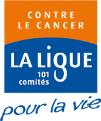 CONTRE
LE CANCER
LA LIGUE
101
comités
pour la vie